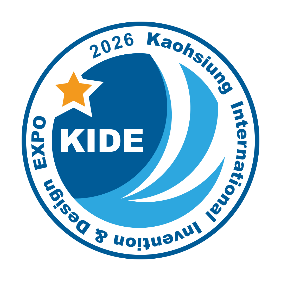 2026 Kaohsiung International Invention & Design EXPO
KIDE